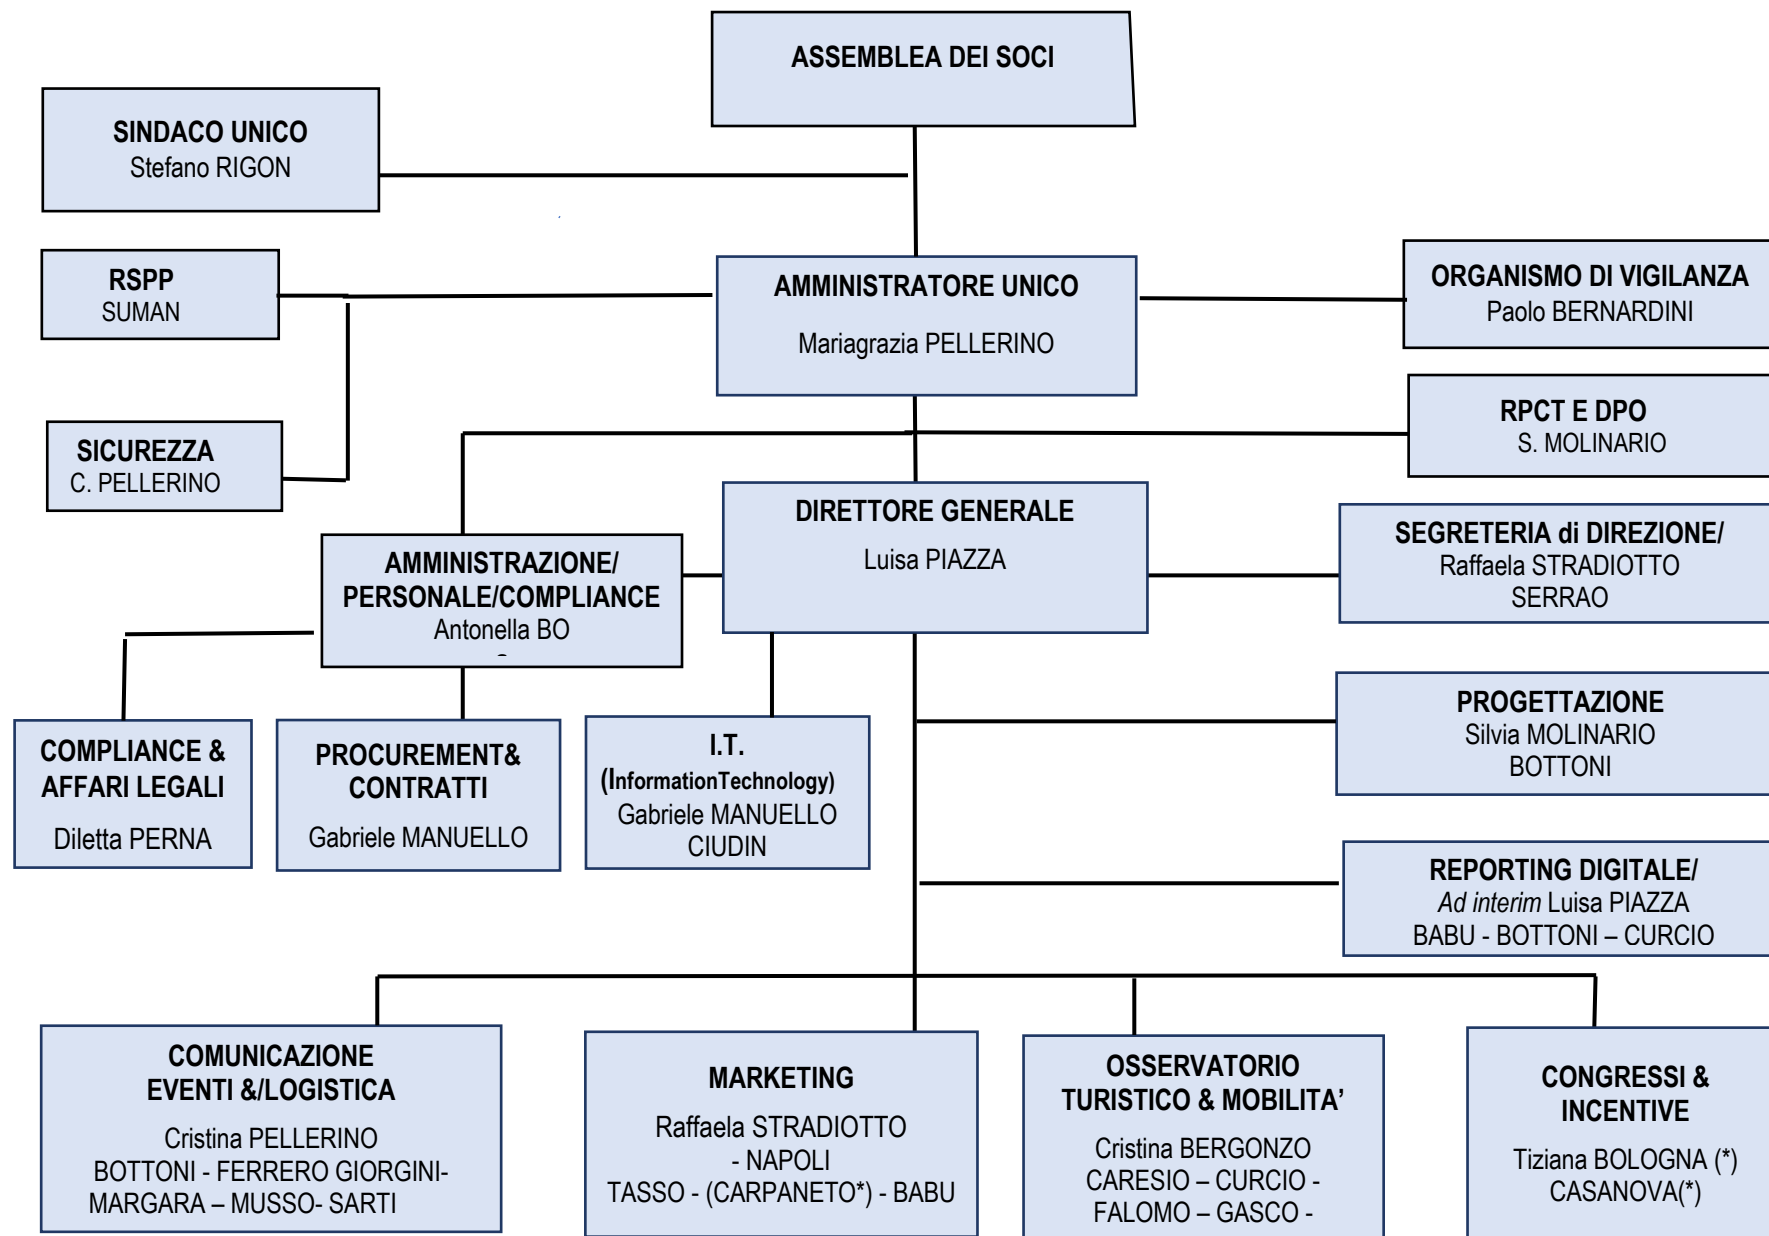 ASSEMBLEA DEI SOCI
SINDACO UNICO
Stefano RIGON
RSPP
SUMAN
AMMINISTRATORE UNICO
Mariagrazia PELLERINO
ORGANISMO DI VIGILANZA
Paolo BERNARDINI
RPCT E DPO
S. MOLINARIO
SICUREZZA
C. PELLERINO
DIRETTORE GENERALE
Luisa PIAZZA
SEGRETERIA di DIREZIONE/
Raffaela STRADIOTTO
SERRAO
AMMINISTRAZIONE/
PERSONALE/COMPLIANCE
Antonella BO
COMPLIANCE &
AFFARI LEGALI
Diletta PERNA
PROCUREMENT&
CONTRATTI
Gabriele MANUELLO
I.T.
(InformationTechnology)
Gabriele MANUELLO
CIUDIN
PROGETTAZIONE
Silvia MOLINARIO
BOTTONI
REPORTING DIGITALE/
Ad interim Luisa PIAZZA
BABU - BOTTONI – CURCIO
COMUNICAZIONE
EVENTI &/LOGISTICA
Cristina PELLERINO
BOTTONI - FERRERO GIORGINI-
MARGARA – MUSSO- SARTI
MARKETING
Raffaela STRADIOTTO
- NAPOLI
TASSO - (CARPANETO*) - BABU
OSSERVATORIO
TURISTICO & MOBILITA’
Cristina BERGONZO
CARESIO – CURCIO -
FALOMO – GASCO -
CONGRESSI &
INCENTIVE
Tiziana BOLOGNA (*)
CASANOVA(*)